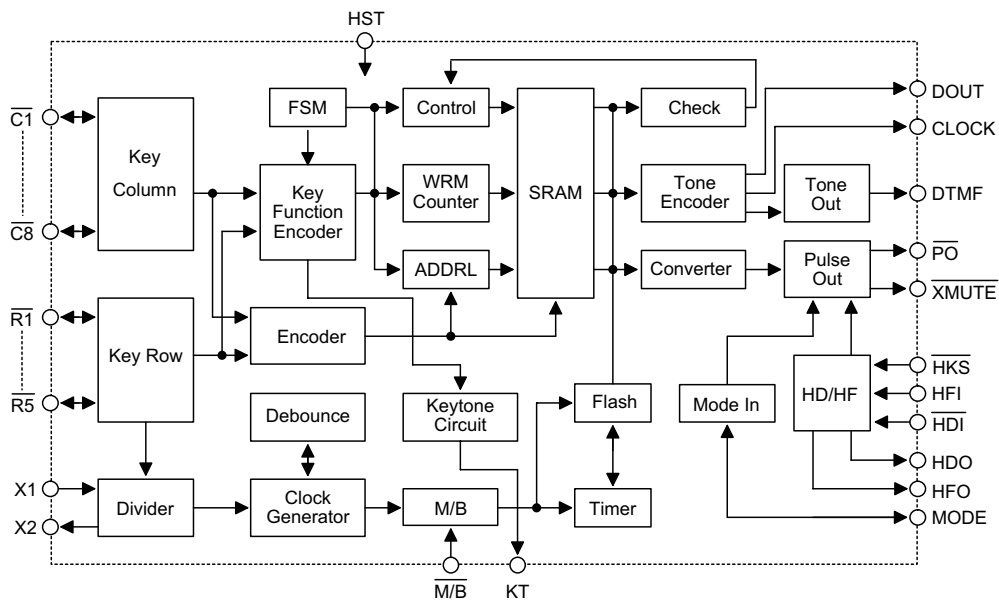 HST
FSM
Control
Check
DOUT
C1
CLOCK
Key
Column
Key
Function
Encoder
WRM
Counter
SRAM
Tone
Encoder
Tone
Out
DTMF
C8
ADDRL
Converter
Pulse
Out
PO
XMUTE
R1
Key Row
Encoder
HKS
HD/HF
HFI
R5
Debounce
Keytone
Circuit
Flash
Mode In
HDI
HDO
X1
Divider
Clock
Generator
M/B
Timer
HFO
X2
MODE
M/B
KT